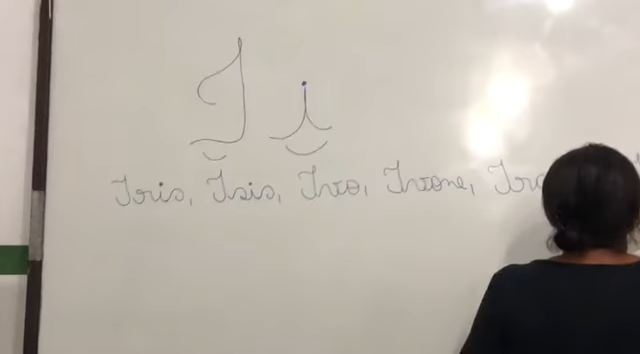 I i
Iris, Isis, Ivo, Ivone,